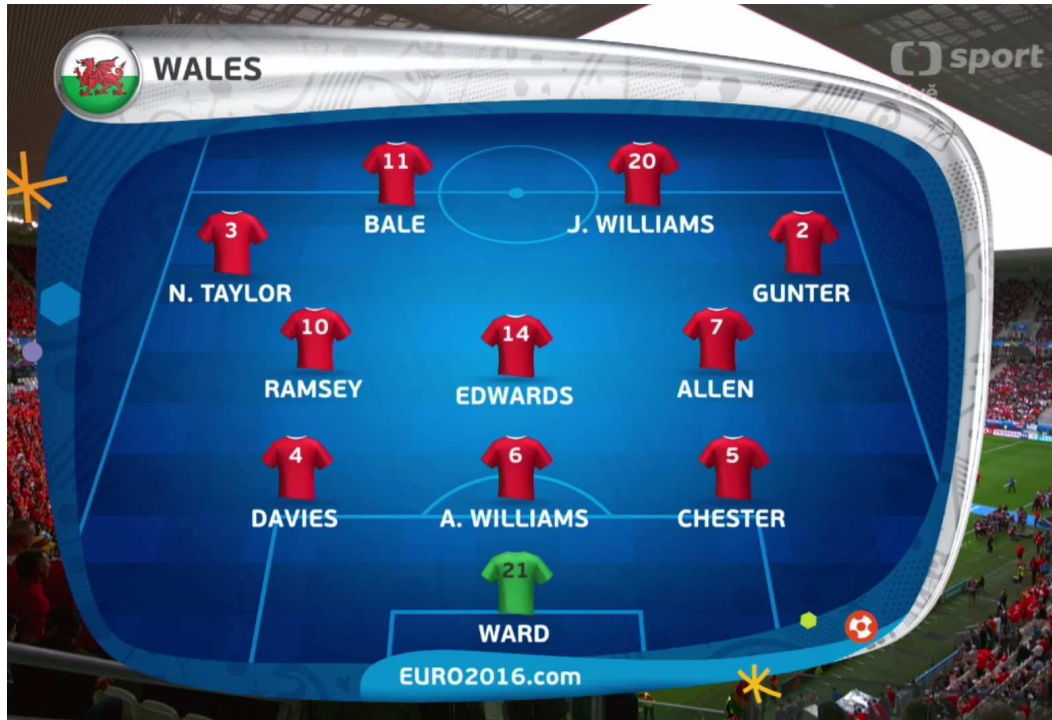 WALES
sport
živě
11
20
BALE
J. WILLIAMS
3
2
N. TAYLOR
GUNTER
10
14
7
RAMSEY
EDWARDS
ALLEN
4
6
5
DAVIES
A. WILLIAMS
CHESTER
21
WARD
EURO2016.com